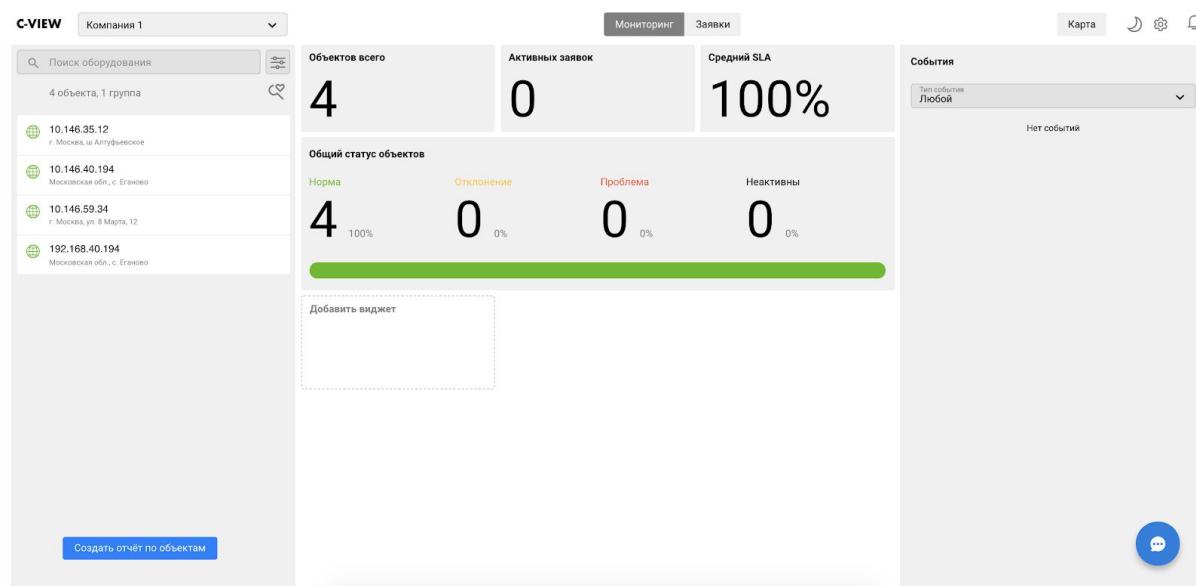 C-VIEW
Компания 1
Мониторинг
Заявки
Карта
Поиск оборудования
4 объекта, 1 группа
10.146.35.12
г. Москва, ш Алтуфьевское
10.146.40.194
Московская обл., с. Еганово
10.146.59.34
г. Москва, ул. 8 Марта, 12
192.168.40.194
Московская обл., с. Еганово
Создать отчёт по объектам
Объектов всего
4
Активных заявок
0
Средний SLA
100%
Общий статус объектов
Норма
4 100%
Отклонение
0 0%
Проблема
0 0%
Неактивны
0 0%
Добавить виджет
События
Тип события
Любой
Нет событий